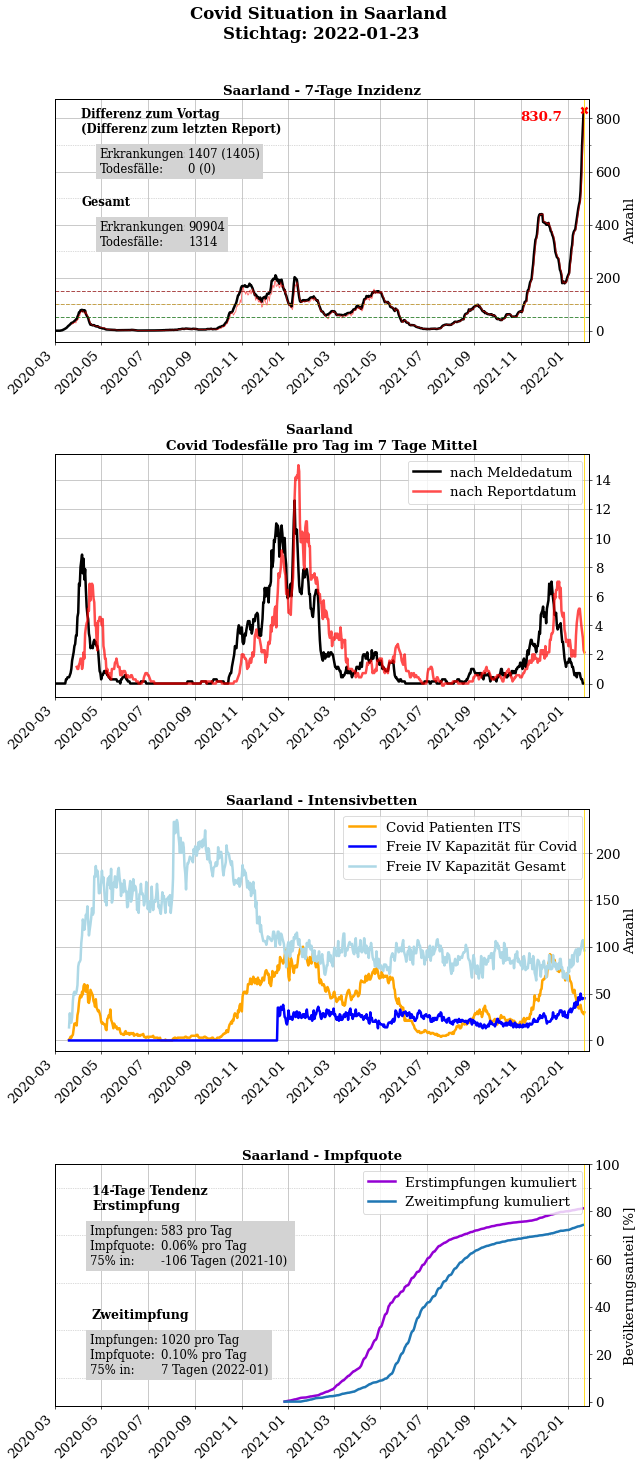 Covid Situation in Saarland
Stichtag: 2022-01-23
Saarland - 7-Tage Inzidenz
Differenz zum Vortag
(Differenz zum letzten Report)
Erkrankungen 1407 (1405)
Todesfälle: 0 (0)
Gesamt
Erkrankungen 90904
Todesfälle: 1314
830.7
800
600
400
200
0
Anzahl
2020-03
2020-05
2020-07
2020-09
2020-11
2021-01
2021-03
2021-05
2021-07
2021-09
2021-11
2022-01
Saarland
Covid Todesfälle pro Tag im 7 Tage Mittel
nach Meldedatum
nach Reportdatum
14
12
10
8
6
4
2
0
2020-03
2020-05
2020-07
2020-09
2020-11
2021-01
2021-03
2021-05
2021-07
2021-09
2021-11
2022-01
Saarland - Intensivbetten
Covid Patienten ITS
Freie IV Kapazität für Covid
Freie IV Kapazität Gesamt
200
150
100
50
0
Anzahl
2020-03
2020-05
2020-07
2020-09
2020-11
2021-01
2021-03
2021-05
2021-07
2021-09
2021-11
2022-01
Saarland - Impfquote
14-Tage Tendenz
Erstimpfung
Impfungen: 583 pro Tag
Impfquote: 0.06% pro Tag
75% in: -106 Tagen (2021-10)
Zweitimpfung
Impfungen: 1020 pro Tag
Impfquote: 0.10% pro Tag
75% in: 7 Tagen (2022-01)
Erstimpfungen kumuliert
Zweitimpfung kumuliert
100
80
60
40
20
0
Bevölkerungsanteil [%]
2020-03
2020-05
2020-07
2020-09
2020-11
2021-01
2021-03
2021-05
2021-07
2021-09
2021-11
2022-01